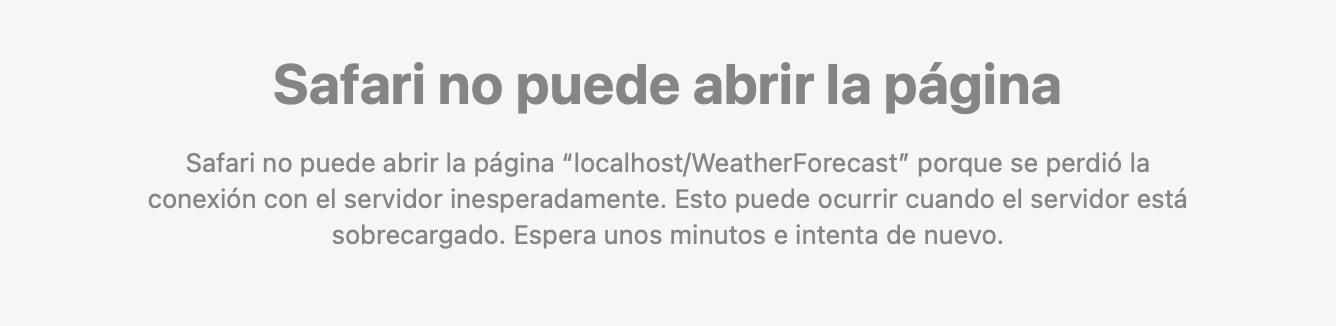 Safari no puede abrir la página
Safari no puede abrir la página “localhost/WeatherForecast” porque se perdió la
conexión con el servidor inesperadamente. Esto puede ocurrir cuando el servidor está
sobrecargado. Espera unos minutos e intenta de nuevo.